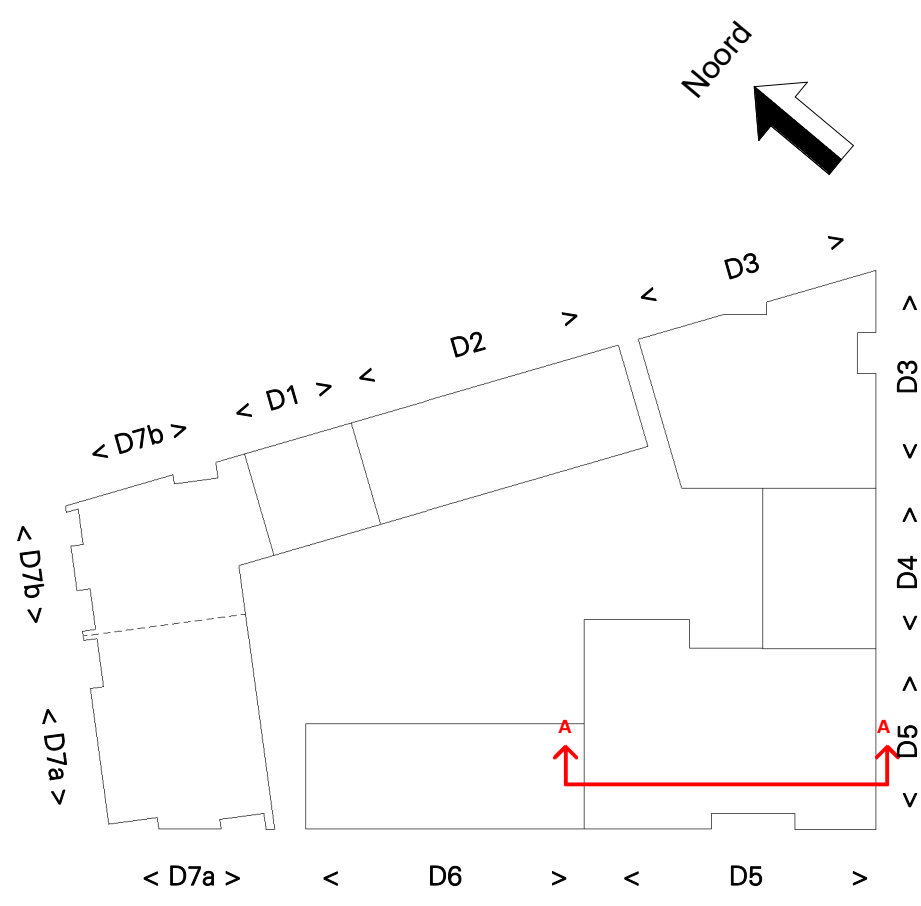 Noord
< D3 >
< D3 >
< D2 >
< D1 >
< D7b >
< D7b >
< D4 >
< D7a >
A
A
< D5 >
< D7a >
< D6 >
< D5 >